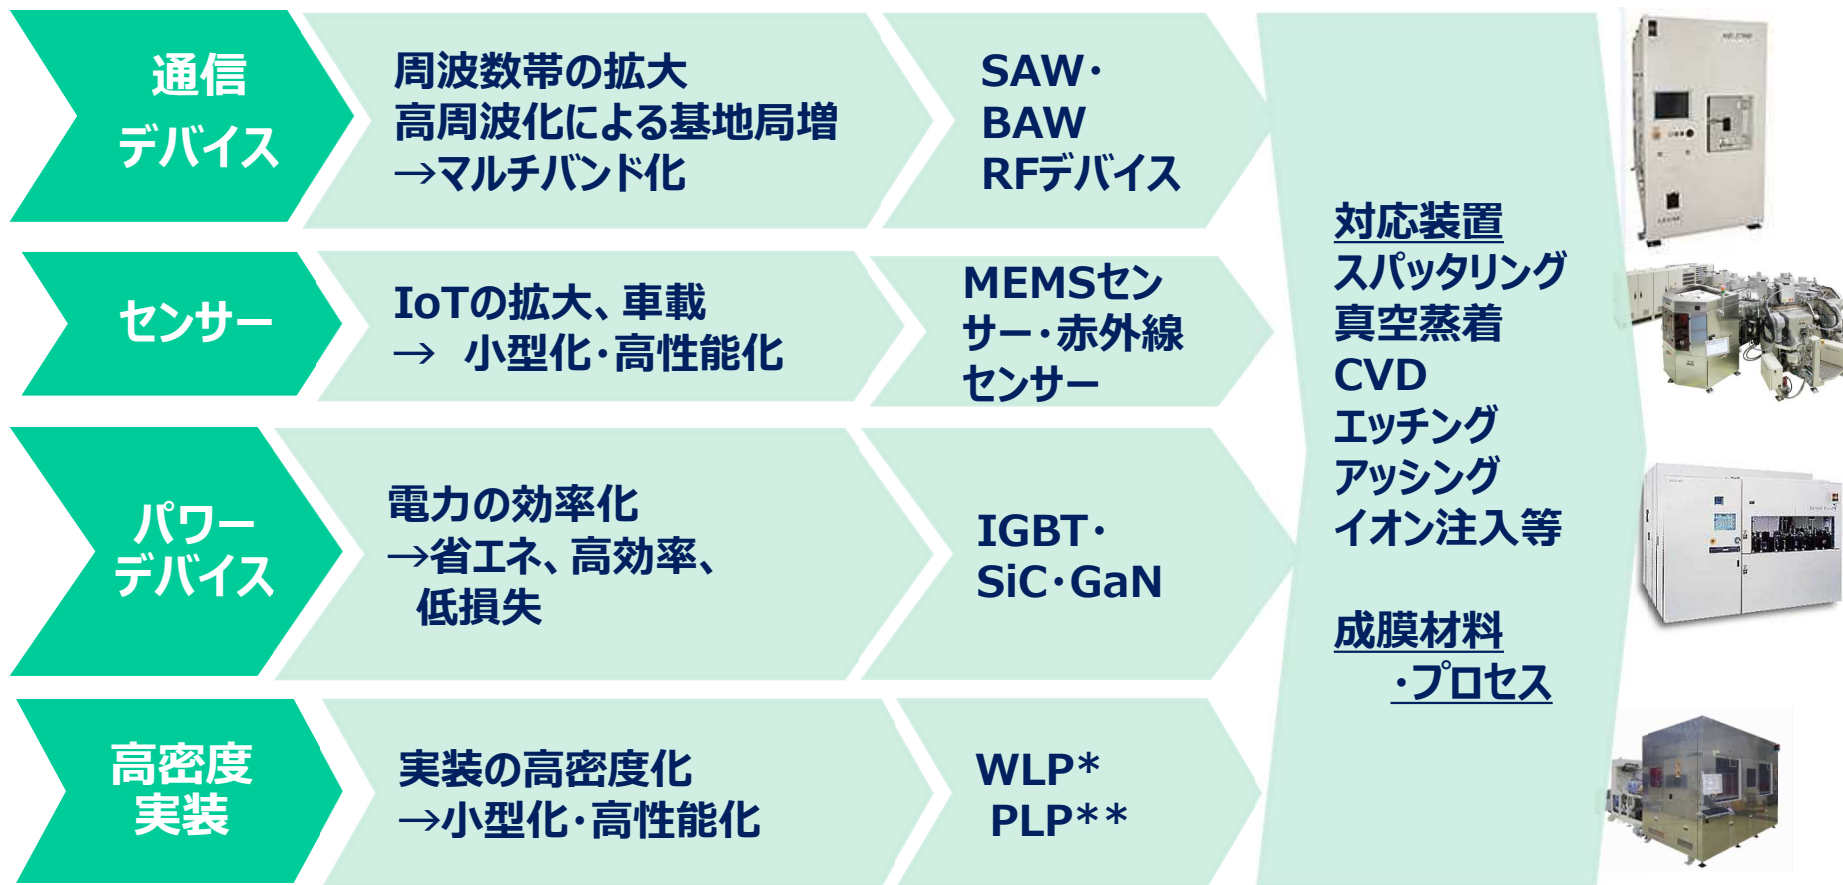 通信
デバイス
周波数帯の拡大
高周波化による基地局増
→マルチバンド化
SAW・
BAW
RFデバイス
センサー
IoTの拡大、車載
→ 小型化・高性能化
MEMSセン
サー・赤外線
センサー
パワー
デバイス
電力の効率化
→省エネ、高効率、
低損失
IGBT・
SiC・GaN
高密度
実装
実装の高密度化
→小型化・高性能化
WLP*
PLP**
対応装置
スパッタリング
真空蒸着
CVD
エッチング
アッシング
イオン注入等
成膜材料
・プロセス